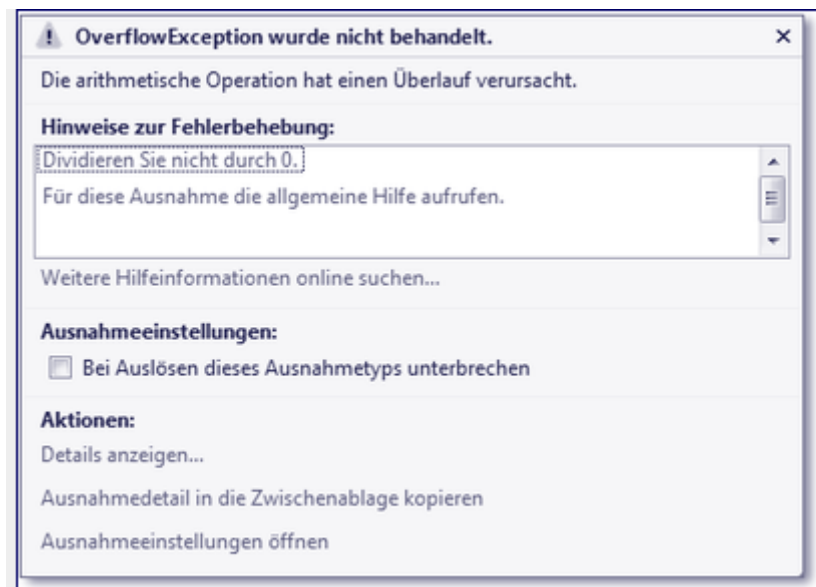 OverflowException wurde nicht behandelt.
Die arithmetische Operation hat einen Überlauf verursacht.
Hinweise zur Fehlerbehebung:
Dividieren Sie nicht durch 0.
Für diese Ausnahme die allgemeine Hilfe aufrufen.
Weitere Hilfeinformationen online suchen...
Ausnahmeeinstellungen:
Bei Auslösen dieses Ausnahmetyps unterbrechen
Aktionen:
Details anzeigen...
Ausnahmedetail in die Zwischenablage kopieren
Ausnahmeeinstellungen öffnen